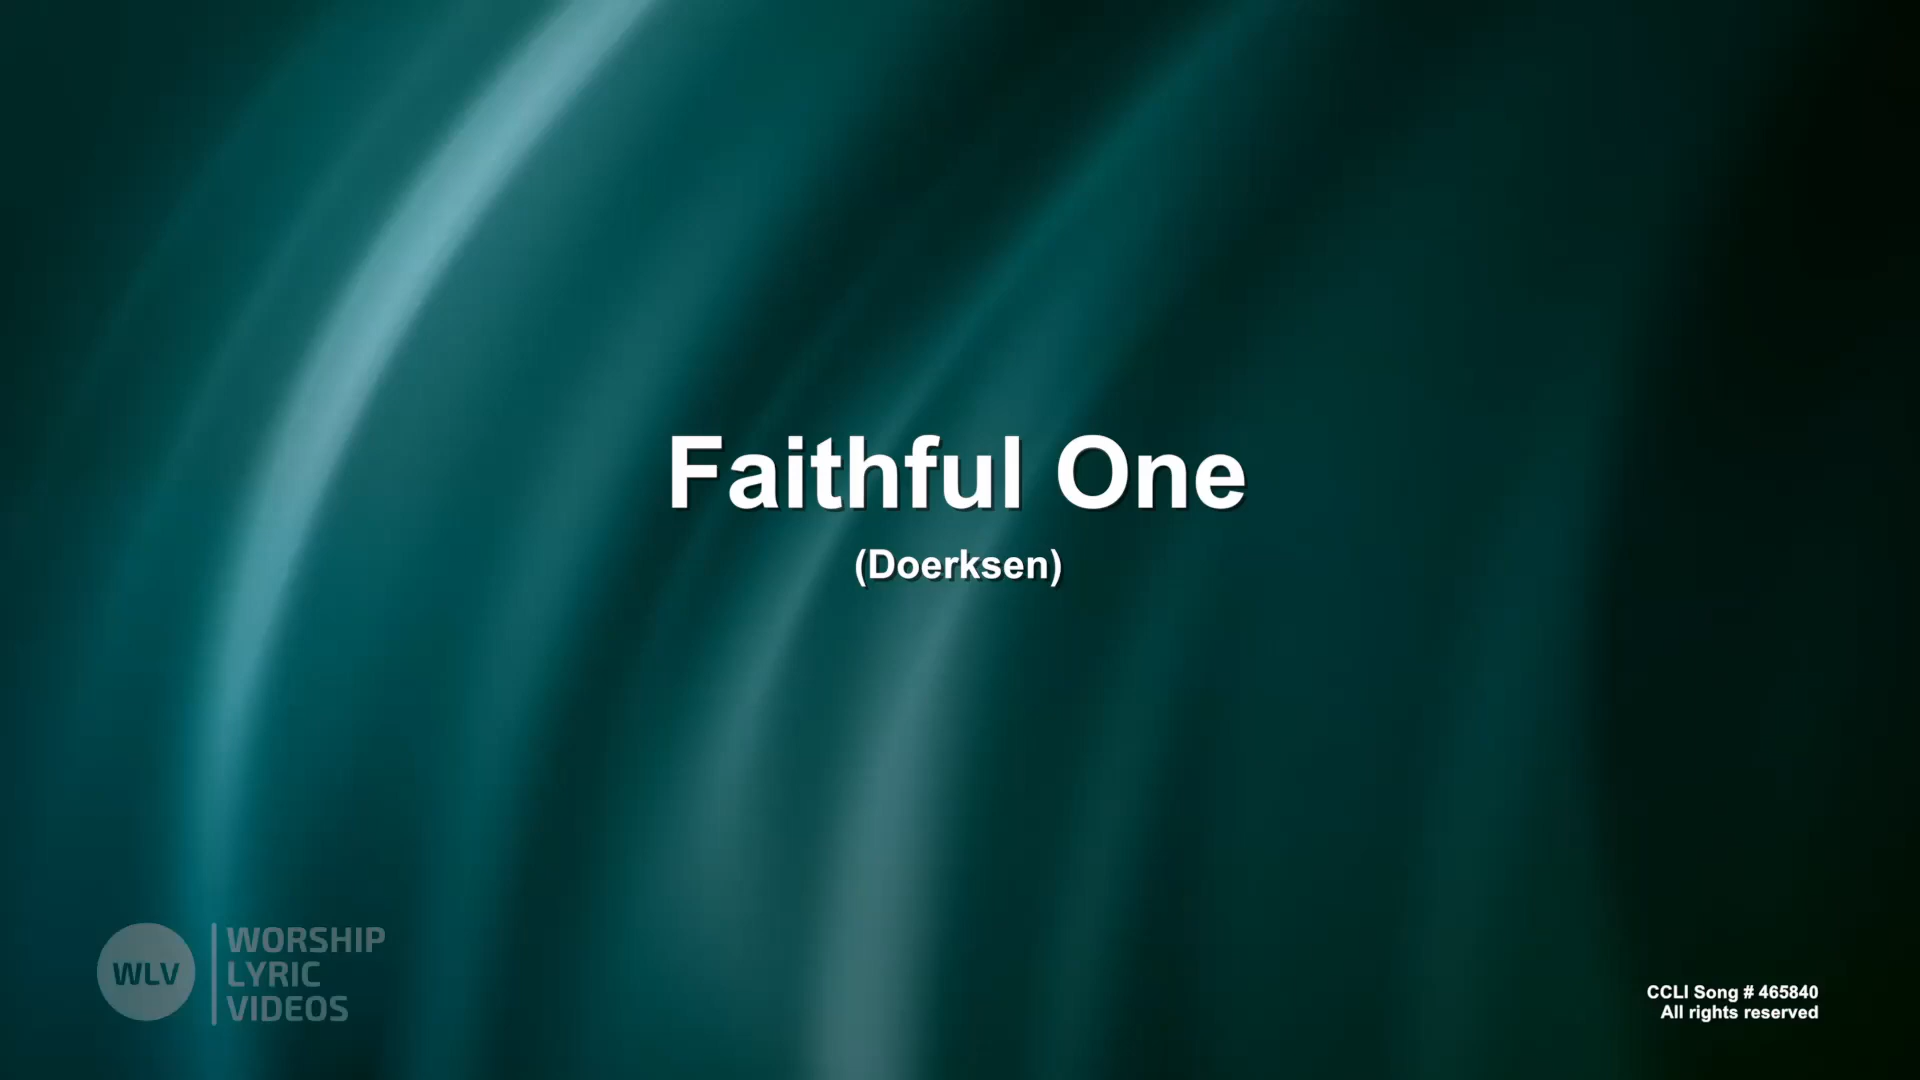 Faithful One
(Doerksen)
WLV
WORSHIP
LYRIC
VIDEOS
CCLI Song # 465840
All rights reserved